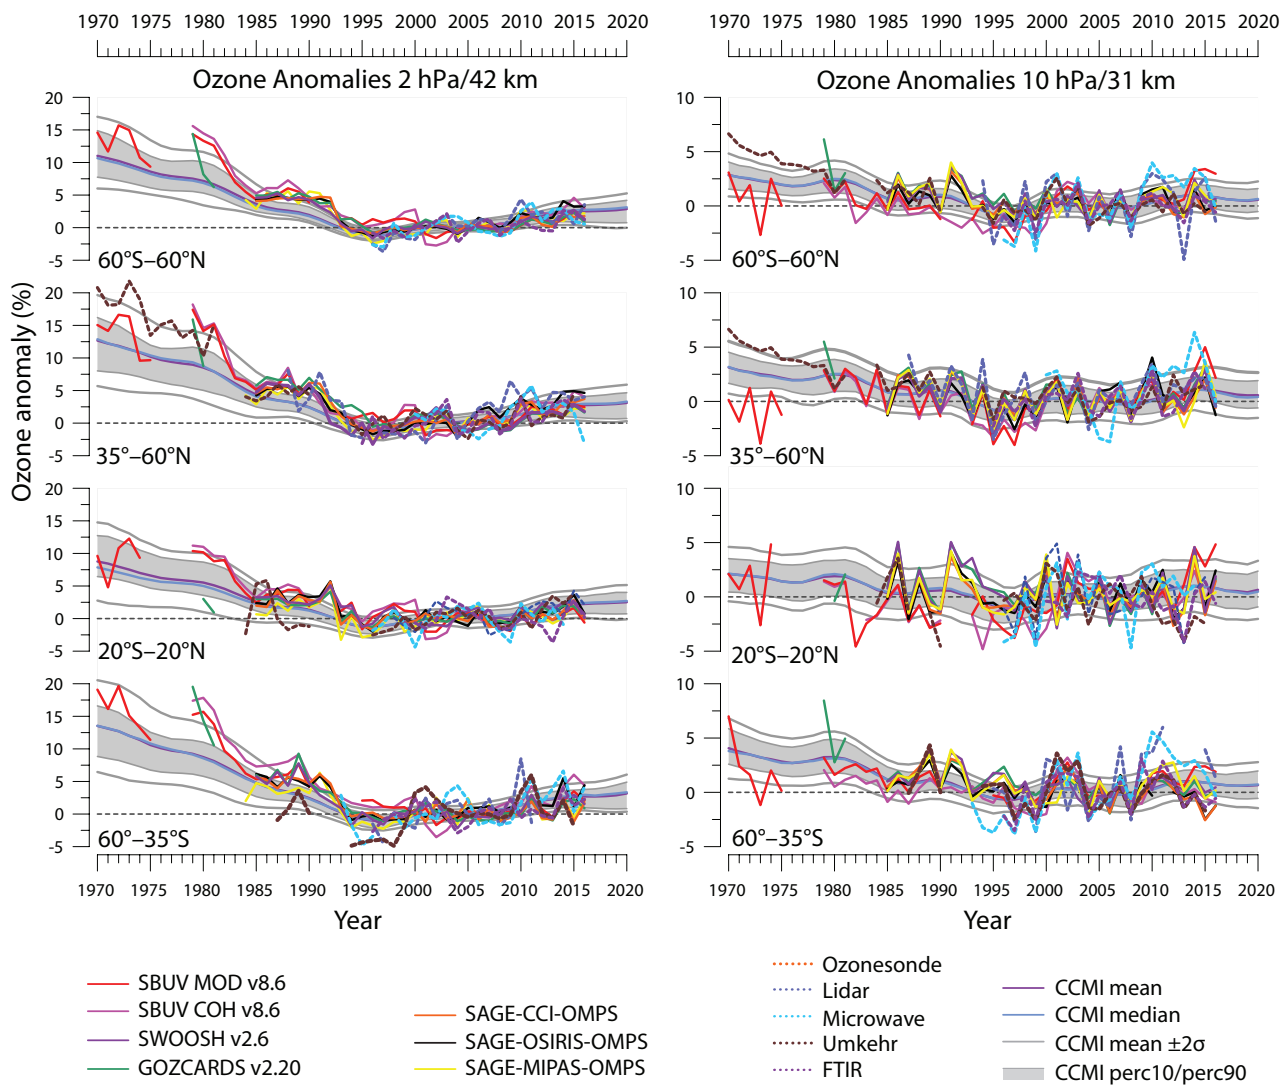 1970 1975 1980 1985 1990 1995 2000 2005 2010 2015 2020
1970 1975 1980 1985 1990 1995 2000 2005 2010 2015 2020
Ozone Anomalies 2 hPa/42 km
Ozone Anomalies 10 hPa/31 km
Ozone anomaly (%)
20
15
10
5
0
-5
60°S–60°N
10
5
0
-5
60°S–60°N
20
15
10
5
0
-5
35°–60°N
10
5
0
-5
35°–60°N
20
15
10
5
0
-5
20°S–20°N
10
5
0
-5
20°S–20°N
20
15
10
5
0
-5
60°–35°S
10
5
0
-5
60°–35°S
1970 1975 1980 1985 1990 1995 2000 2005 2010 2015 2020
1970 1975 1980 1985 1990 1995 2000 2005 2010 2015 2020
Year
Year
SBUV MOD v8.6
SBUV COH v8.6
SWOOSH v2.6
GOZCARDS v2.20
SAGE-CCI-OMPS
SAGE-OSIRIS-OMPS
SAGE-MIPAS-OMPS
Ozonesonde
Lidar
Microwave
Umkehr
FTIR
CCMI mean
CCMI median
CCMI mean ±2σ
CCMI perc10/perc90